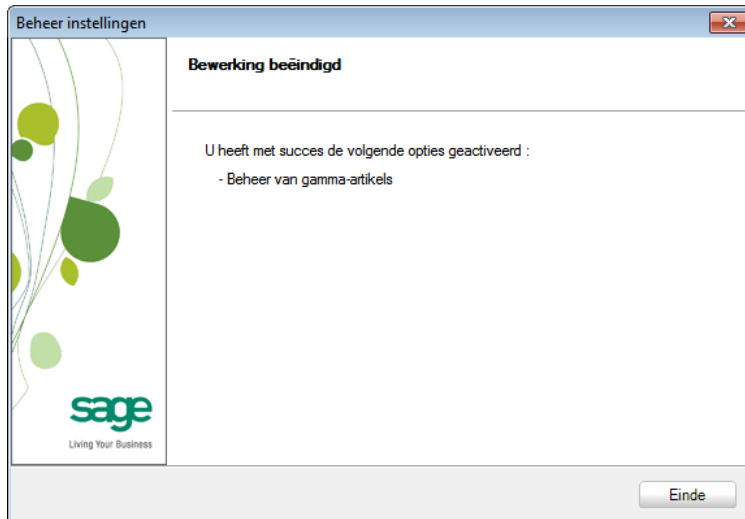 Beheer instellingen
Bewerking beëindigd
U heeft met succes de volgende opties geactiveerd :
- Beheer van gamma-artikels
sage
Living Your Business
Einde